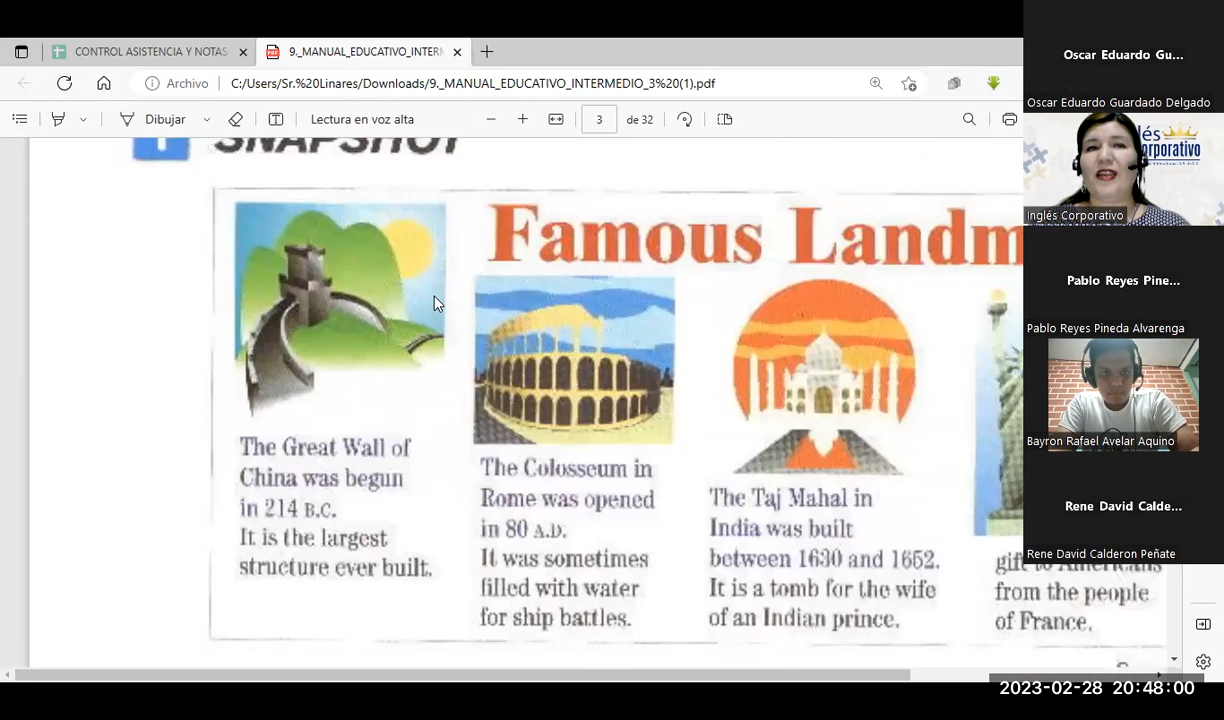 CONTROL ASISTENCIA Y NOTAS
9._MANUAL_EDUCATIVO_INTERM
Archivo
C:/Users/Sr.%20Linares/Downloads/9._MANUAL_EDUCATIVO_INTERMEDIO_3%20(1).pdf
Dibujar
Lectura en voz alta
3
de 32
SNAPSHOT
Famous Landm
The Great Wall of
China was begun
in 214 B.C.
It is the largest
structure ever built.
The Colosseum in
Rome was opened
in 80 A.D.
It was sometimes
filled with water
for ship battles.
The Taj Mahal in
India was built
between 1630 and 1652.
It is a tomb for the wife
of an Indian prince.
gift to Americans
from the people
of France.
Oscar Eduardo Gu...
Oscar Eduardo Guardado Delgado
lés
orporativo
Inglés Corporativo
Pablo Reyes Pine...
Pablo Reyes Pineda Alvarenga
Bayron Rafael Avelar Aquino
Rene David Calde...
Rene David Calderon Peñate
2023-02-28 20:48:00